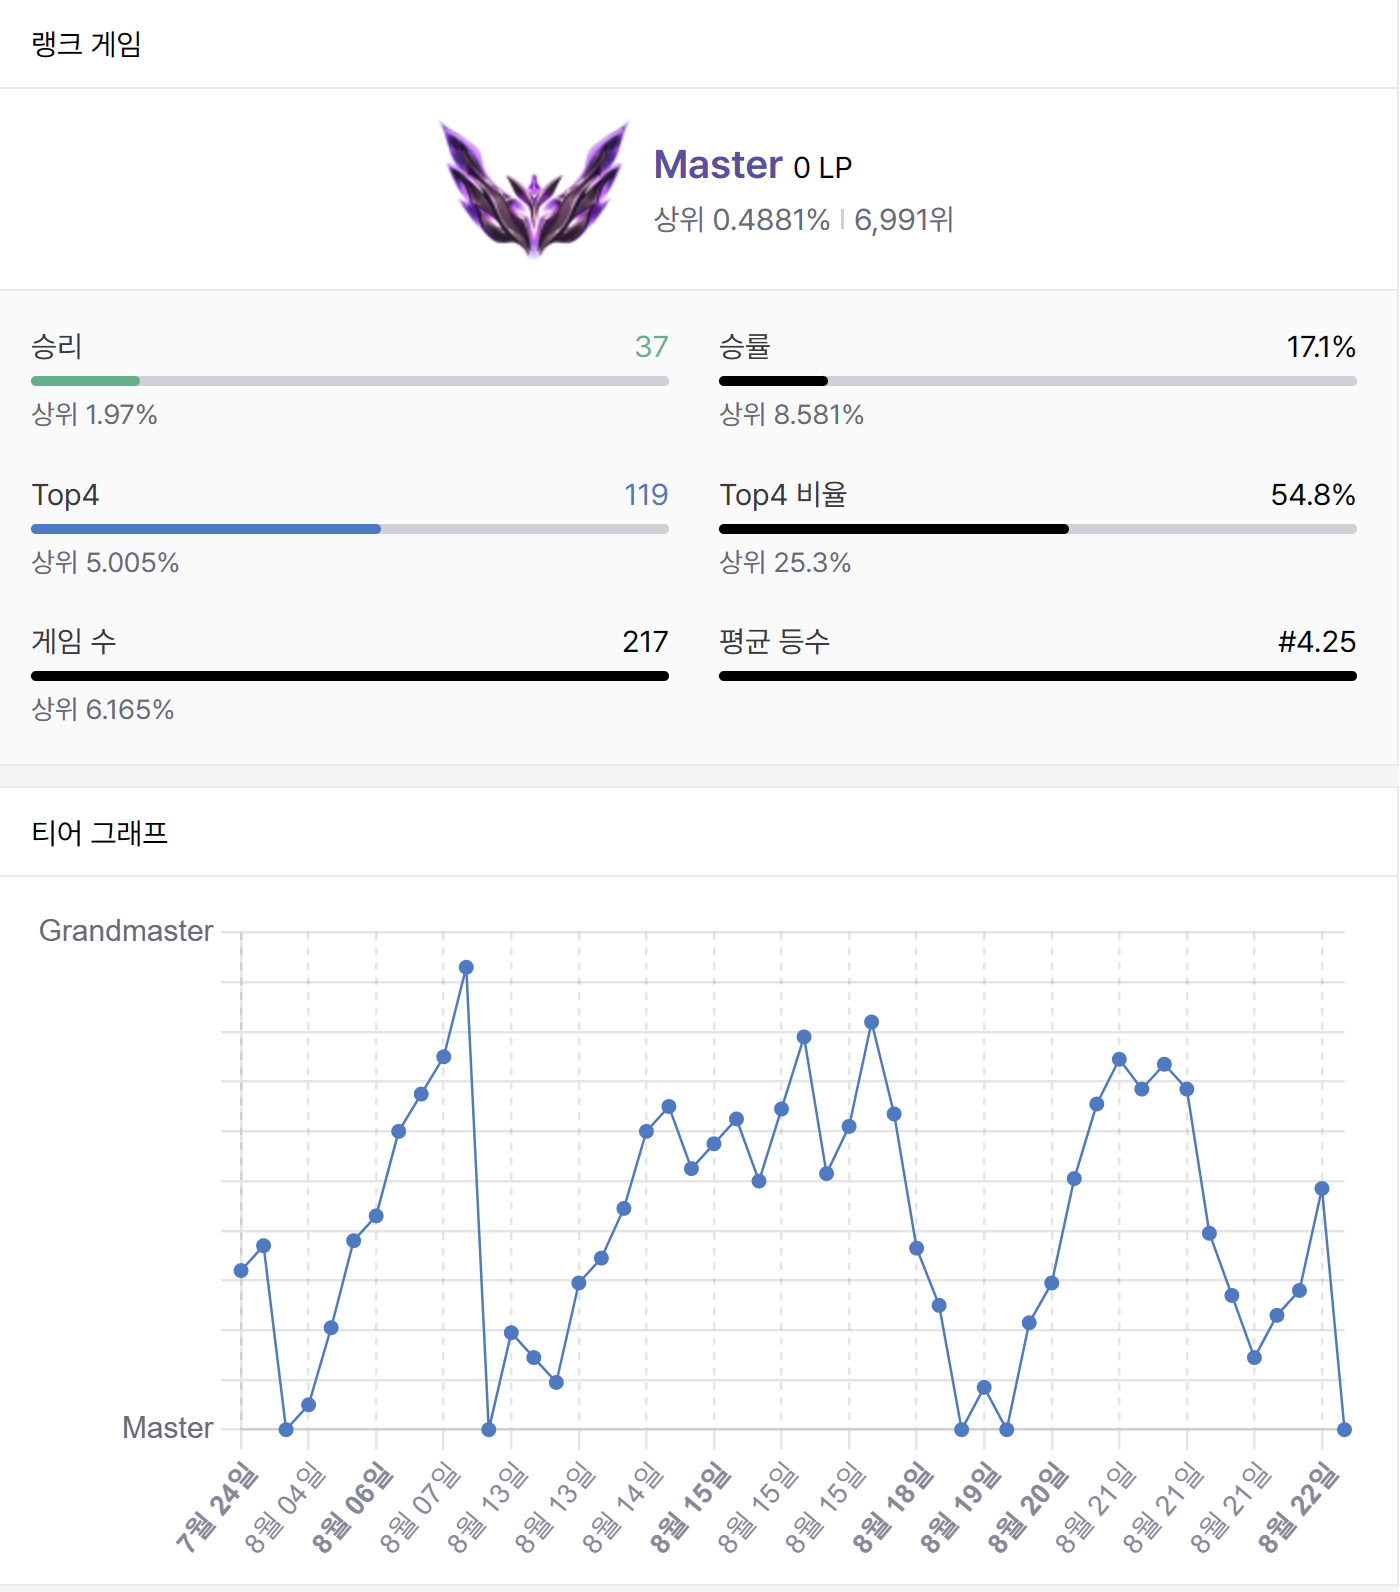 랭크 게임
Master 0 LP
상위 0.4881% | 6,991위
승리 37
상위 1.97%
승률 17.1%
상위 8.581%
Top4 119
상위 5.005%
Top4 비율 54.8%
상위 25.3%
게임 수 217
상위 6.165%
평균 등수 #4.25
티어 그래프
Grandmaster
Master
7월 24일
8월 04일
8월 06일
8월 07일
8월 13일
8월 13일
8월 14일
8월 15일
8월 15일
8월 15일
8월 18일
8월 19일
8월 20일
8월 21일
8월 21일
8월 21일
8월 22일